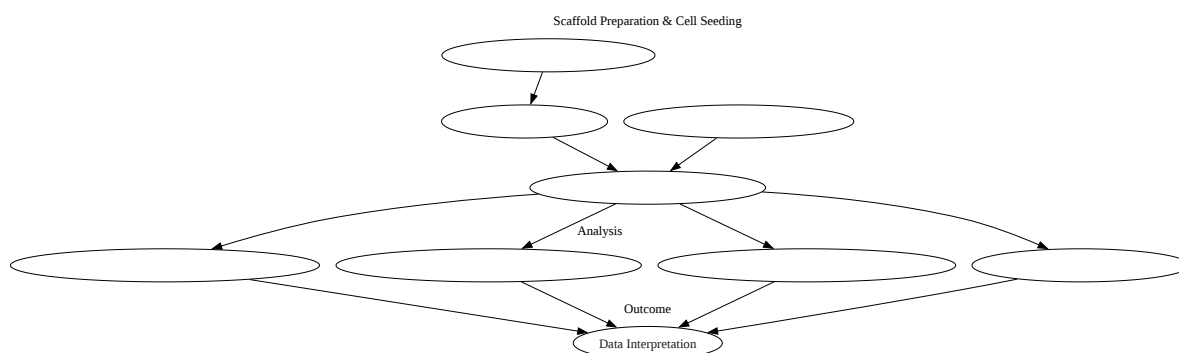 Scaffold Preparation & Cell Seeding
Analysis
Outcome
Data Interpretation